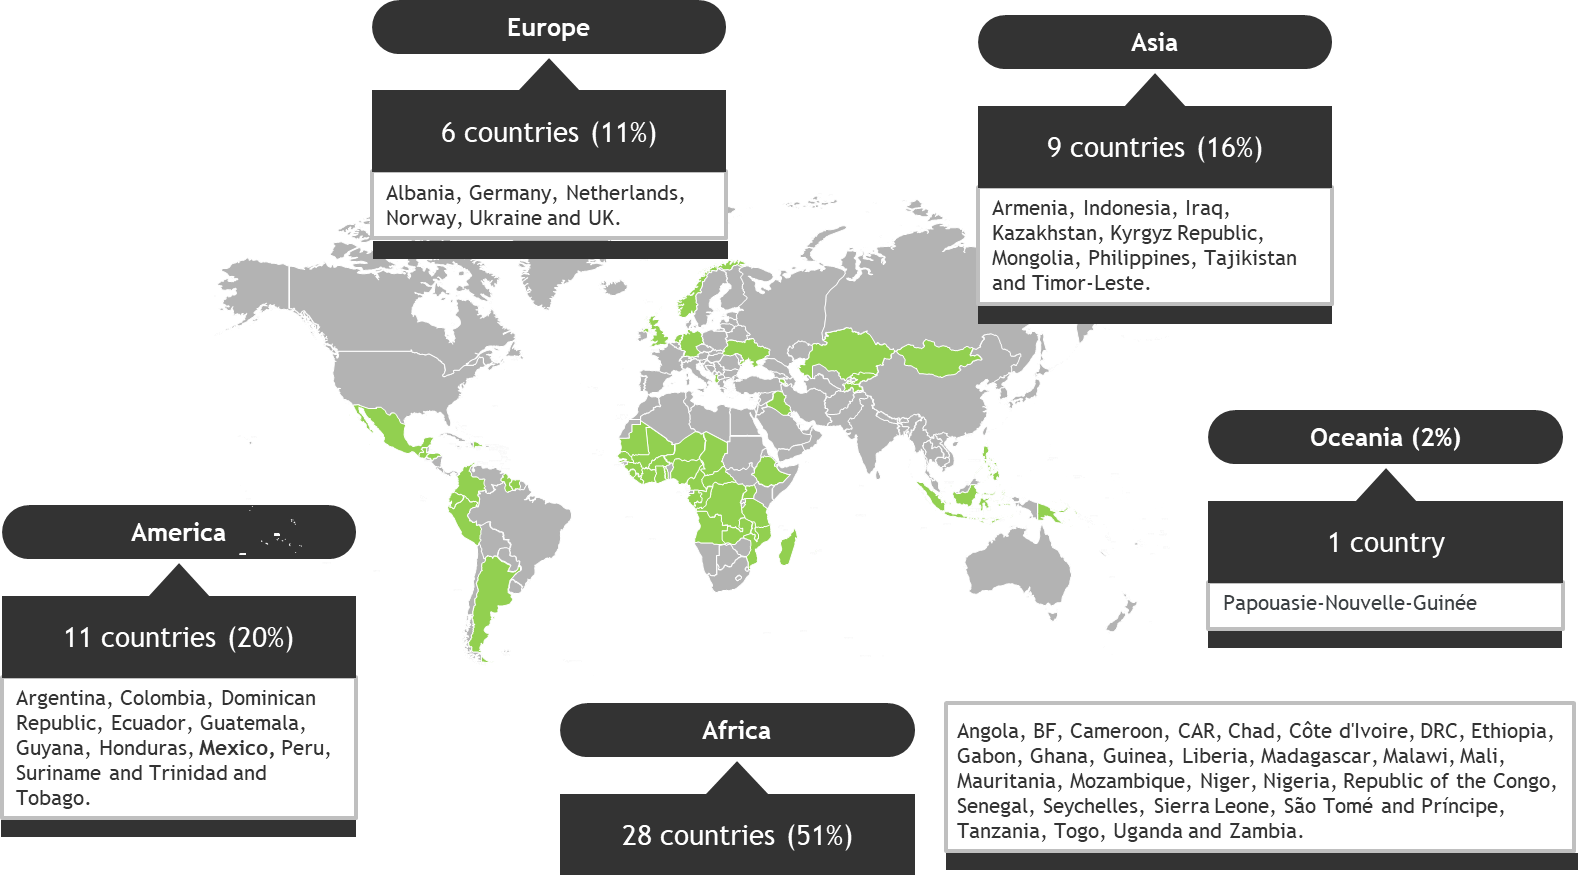 Europe
6 countries (11%)
Albania, Germany, Netherlands,
Norway, Ukraine and UK.
Asia
9 countries (16%)
Armenia, Indonesia, Iraq,
Kazakhstan, Kyrgyz Republic,
Mongolia, Philippines, Tajikistan
and Timor-Leste.
Oceania (2%)
1 country
Papouasie-Nouvelle-Guinée
America
11 countries (20%)
Argentina, Colombia, Dominican
Republic, Ecuador, Guatemala,
Guyana, Honduras, Mexico, Peru,
Suriname and Trinidad and
Tobago.
Africa
28 countries (51%)
Angola, BF, Cameroon, CAR, Chad, Côte d'Ivoire, DRC, Ethiopia,
Gabon, Ghana, Guinea, Liberia, Madagascar, Malawi, Mali,
Mauritania, Mozambique, Niger, Nigeria, Republic of the Congo,
Senegal, Seychelles, Sierra Leone, São Tomé and Príncipe,
Tanzania, Togo, Uganda and Zambia.